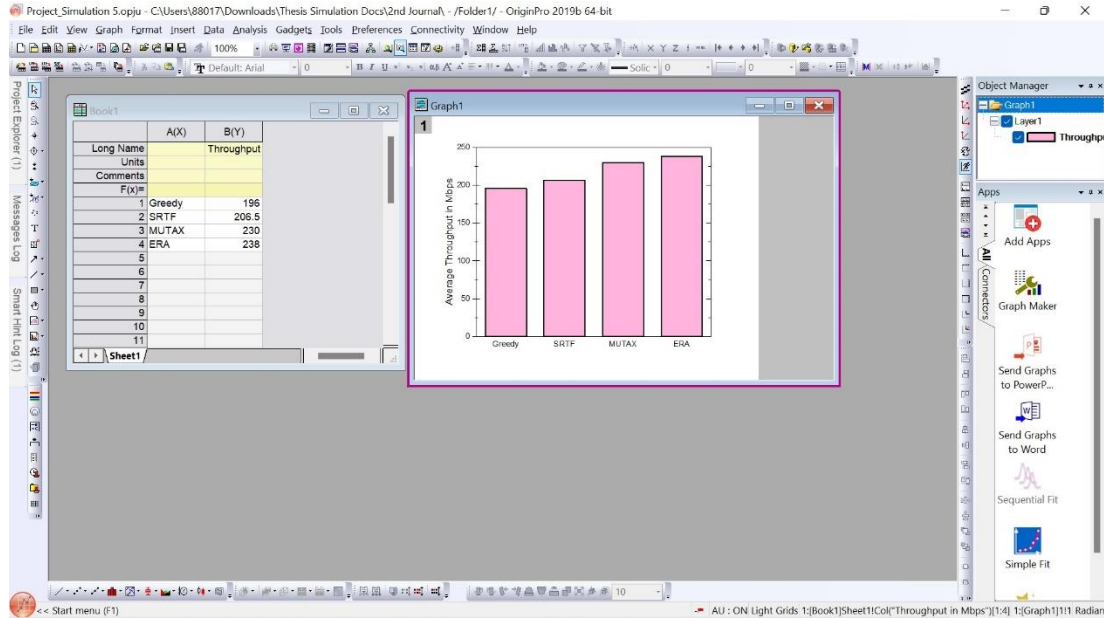 Project_Simulation 5.opju - C:\Users\88017\Downloads\Thesis Simulation Docs\2nd Journal\ - /Folder1/ - OriginPro 2019b 64-bit
File Edit View Graph Format Insert Data Analysis Gadgets Tools Preferences Connectivity Window Help
100%
Default: Arial 0 B I U Solic 0 0
Project Explorer (1)
Messages Log
Smart Hint Log (1)
Book1
A(X) B(Y)
Long Name Throughput
Units
Comments
F(x)=
1 Greedy 196
2 SRTF 206.5
3 MUTAX 230
4 ERA 238
5
6
7
8
9
10
11
Sheet1
Graph1
1
Average Throughput in Mbps
250
200
150
100
50
0
Greedy SRTF MUTAX ERA
Object Manager
Graph1
Layer1
Throughpu
Apps
All
Connectors
Add Apps
Graph Maker
Send Graphs
to PowerP...
Send Graphs
to Word
Sequential Fit
Simple Fit
10
<< Start menu (F1)
AU : ON Light Grids 1:[Book1]Sheet1!Col("Throughput in Mbps")[1:4] 1:[Graph1]1!1 Radian